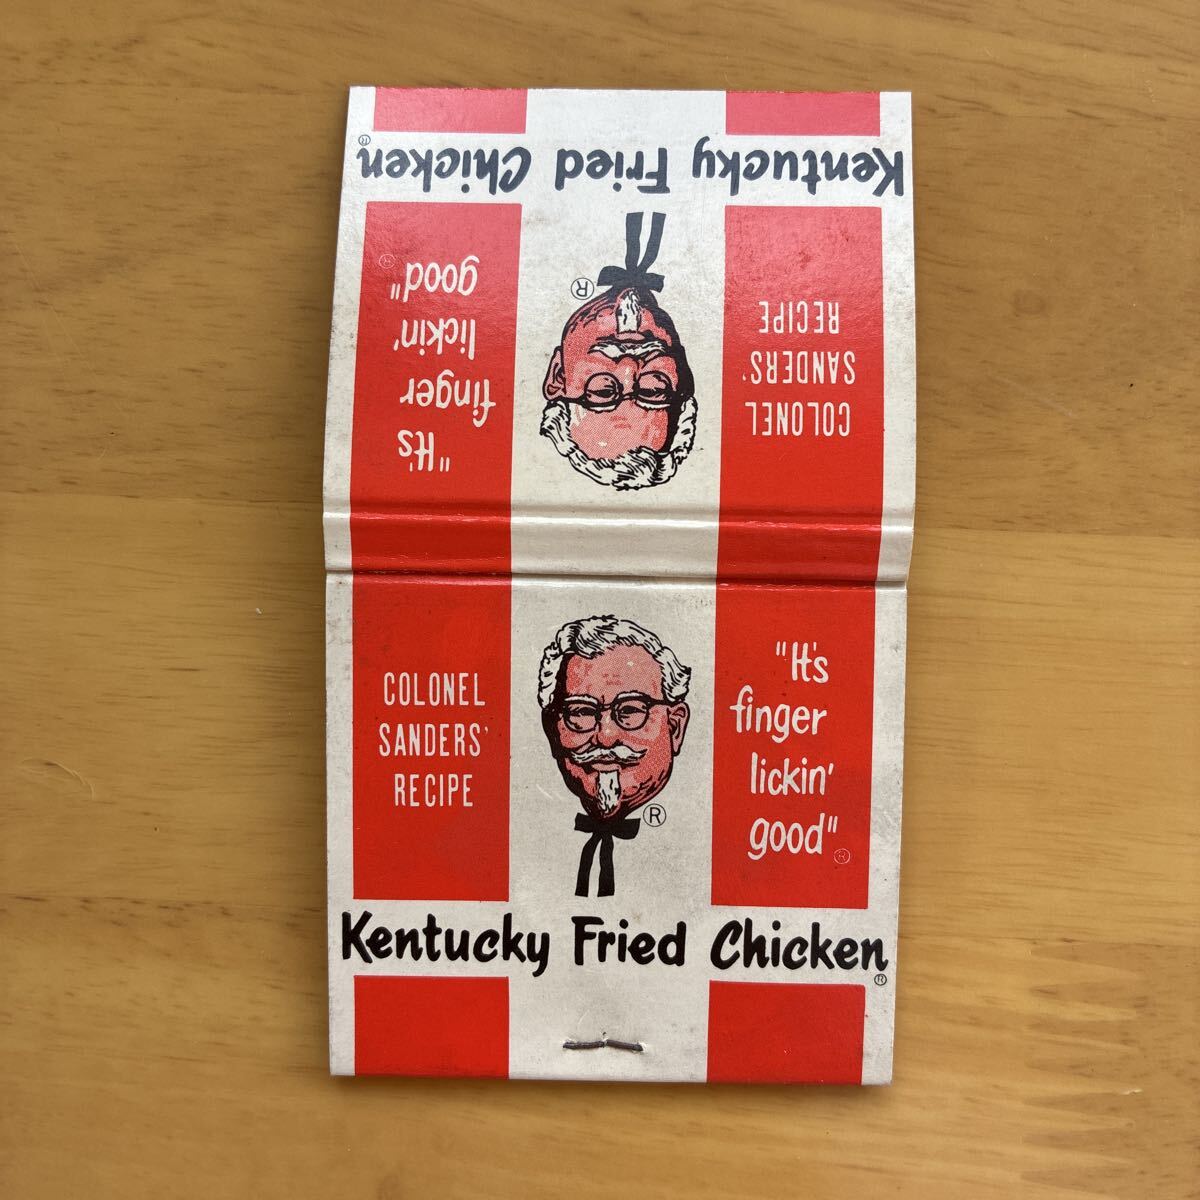 Kentucky Fried Chicken®
COLONEL
SANDERS'
RECIPE
®
"It's
finger
lickin'
good"®
COLONEL
SANDERS'
RECIPE
®
"It's
finger
lickin'
good"®
Kentucky Fried Chicken®